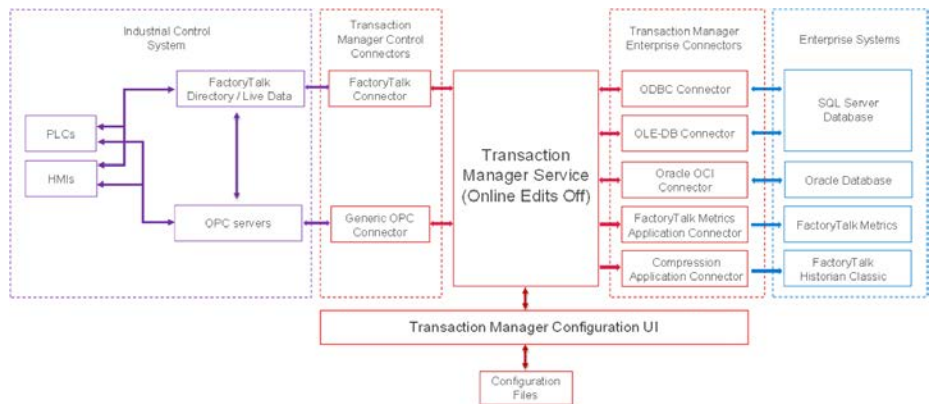 Industrial Control
System
Transaction
Manager Control
Connectors
Transaction Manager
Enterprise Connectors
Enterprise Systems
FactoryTalk
Directory / Live Data
FactoryTalk
Connector
ODBC Connector
SQL Server
Database
PLCs
OLE-DB Connector
HMIs
Transaction
Manager Service
(Online Edits Off)
Oracle OCI
Connector
Oracle Database
OPC servers
Generic OPC
Connector
FactoryTalk Metrics
Application Connector
FactoryTalk Metrics
Compression
Application Connector
FactoryTalk
Historian Classic
Transaction Manager Configuration UI
Configuration
Files